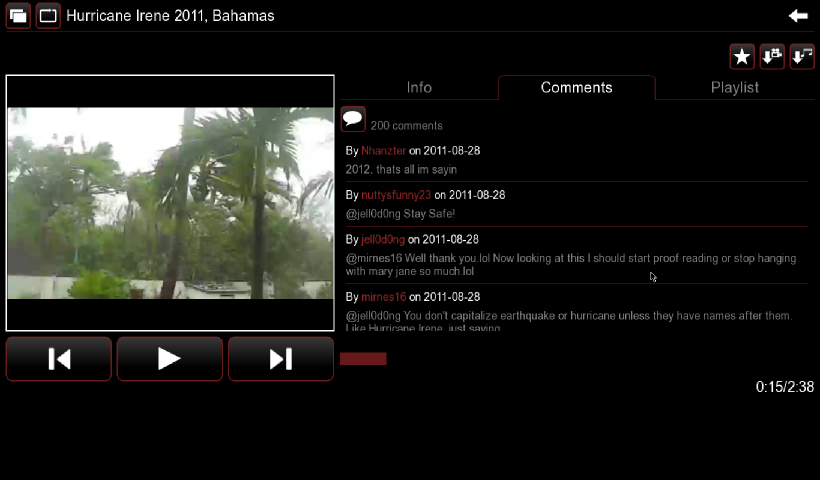 Hurricane Irene 2011, Bahamas
Info
Comments
Playlist
200 comments
By Nhanzter on 2011-08-28
2012. thats all im sayin
By nuttysfunny23 on 2011-08-28
@jell0d0ng Stay Safe!
By jell0d0ng on 2011-08-28
@mirnes16 Well thank you.lol Now looking at this I should start proof reading or stop hanging
with mary jane so much.lol
By mirnes16 on 2011-08-28
@jell0d0ng You don't capitalize earthquake or hurricane unless they have names after them.
Like Hurricane Irene, just saying
0:15/2:38